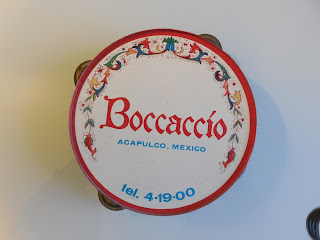 Boccaccio
ACAPULCO, MEXICO
tel. 4-19-00